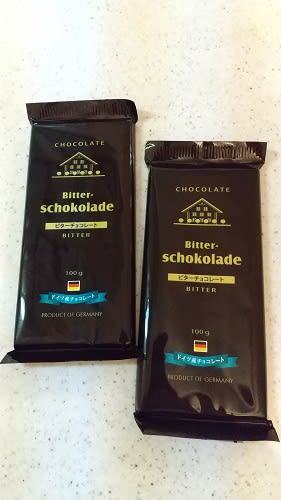 CHOCOLATE
Bitter-
schokolade
ビターチョコレート
BITTER
100g
ドイツ産チョコレート
PRODUCT OF GERMANY
CHOCOLATE
Bitter-
schokolade
ビターチョコレート
BITTER
100g
ドイツ産チョコレート
PRODUCT OF GERMANY